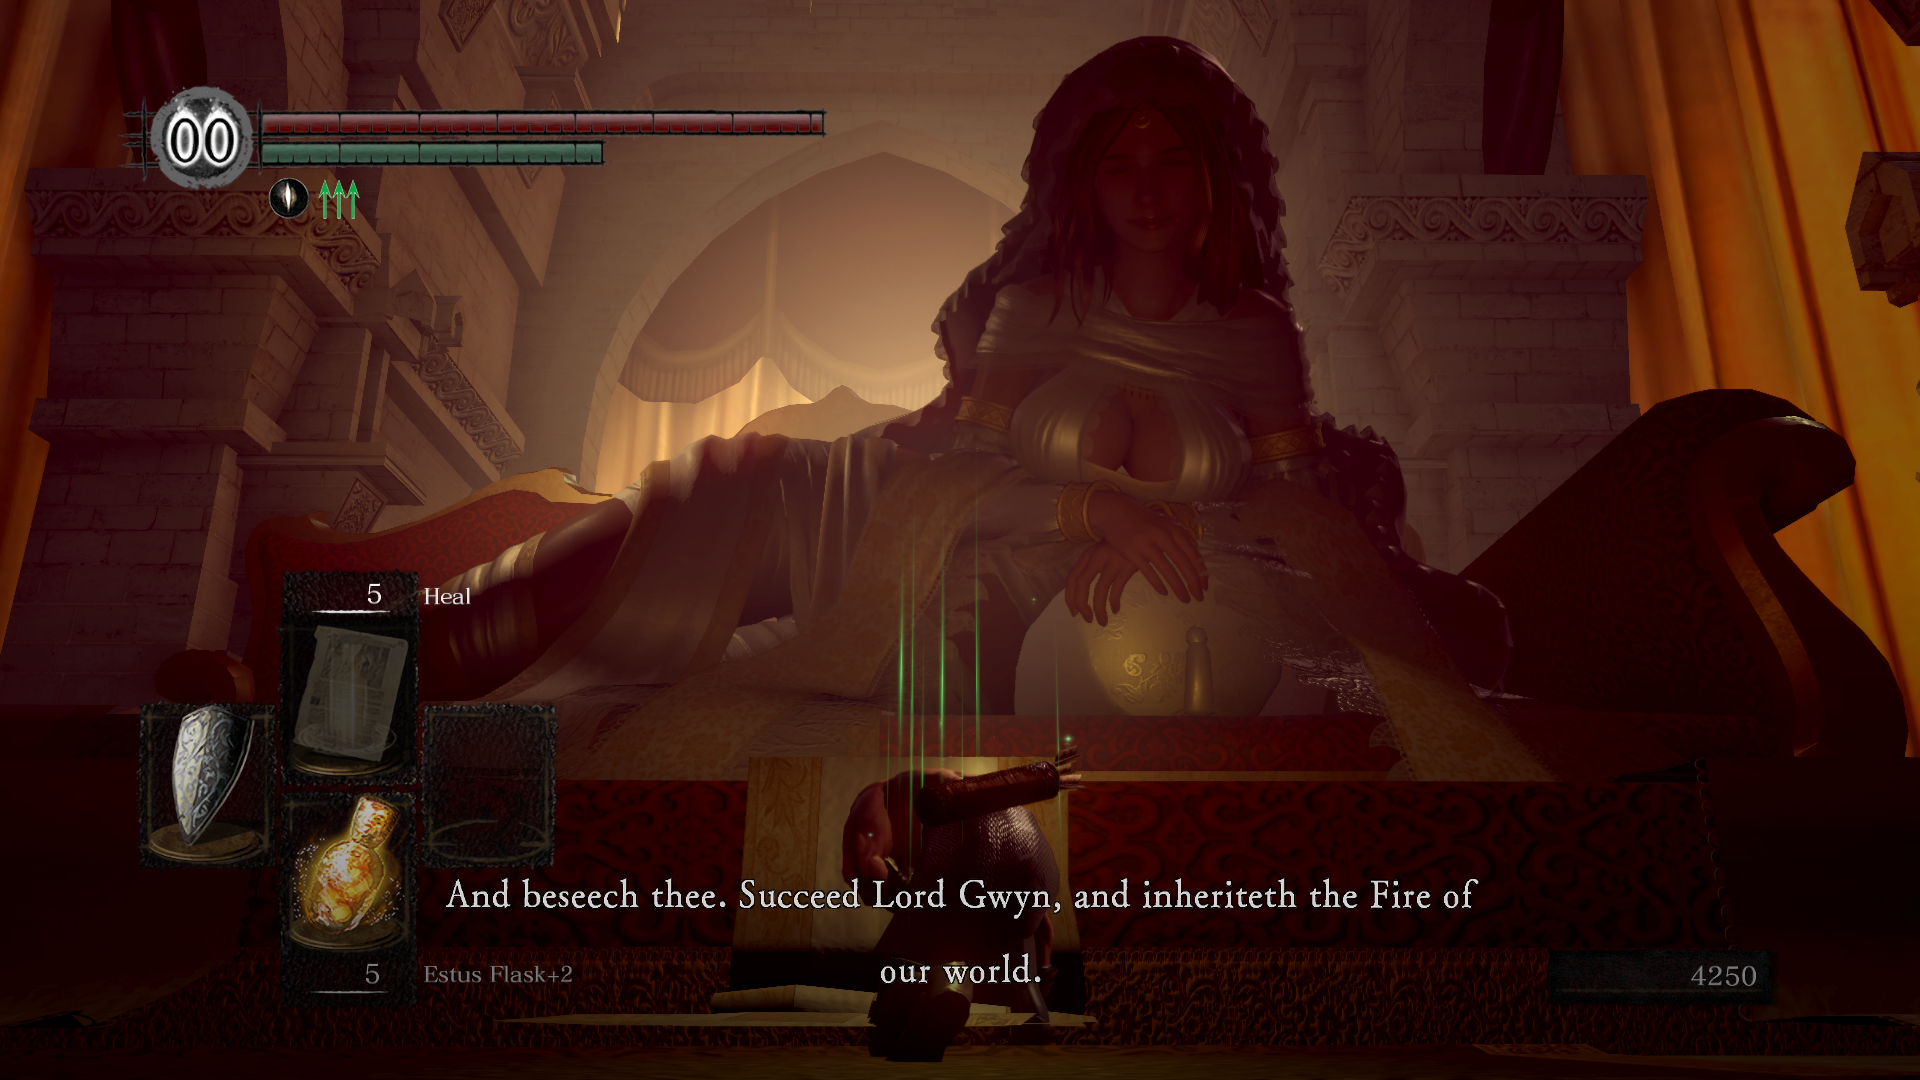 00
5
Heal
And beseech thee. Succeed Lord Gwyn, and inheriteth the Fire of
our world.
5
Estus Flask+2
4250